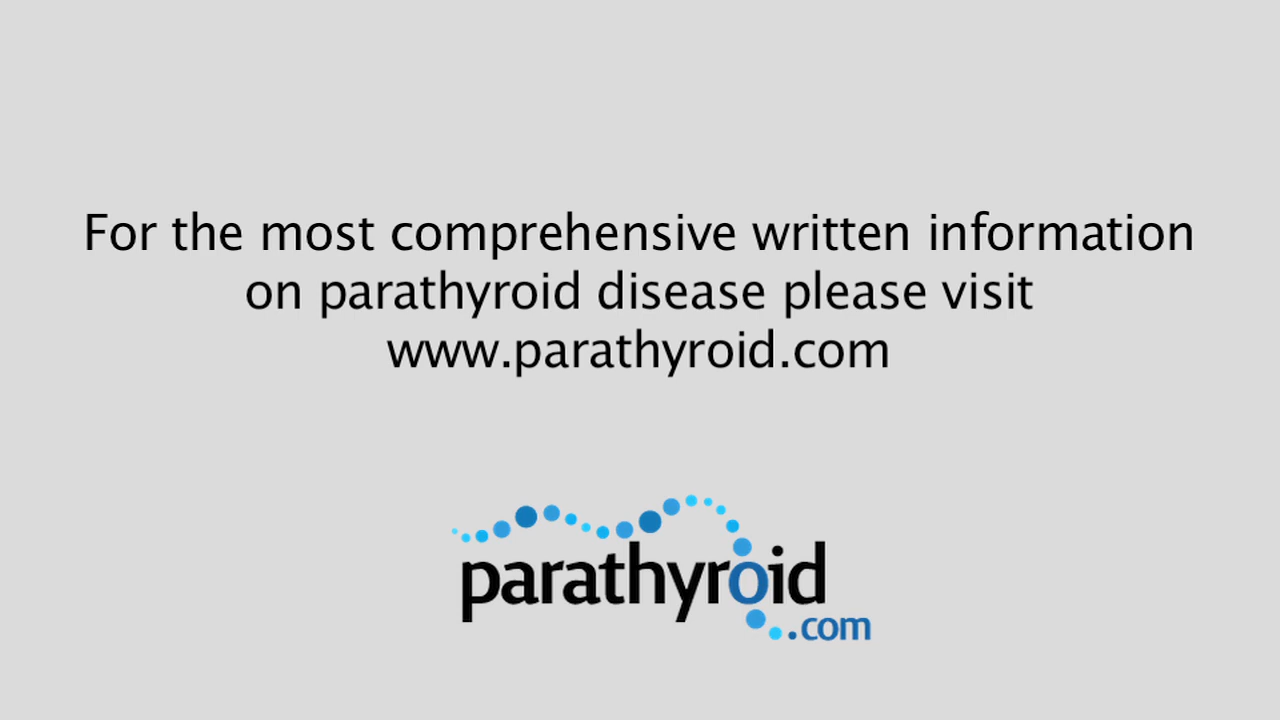 For the most comprehensive written information
on parathyroid disease please visit
www.parathyroid.com
parathyroid
.com